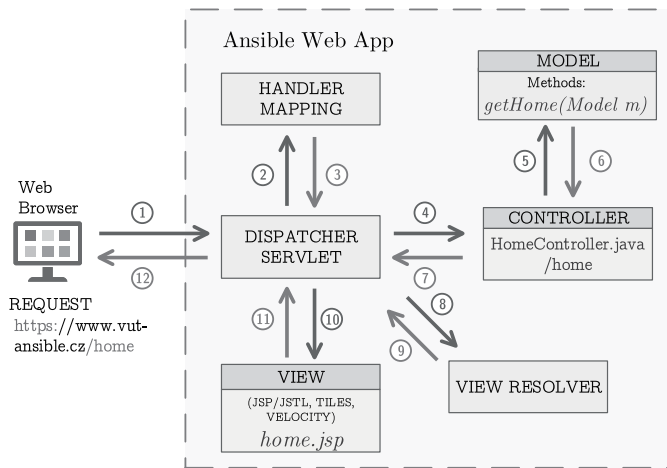 Ansible Web App
HANDLER
MAPPING
MODEL
Methods:
getHome(Model m)
2
3
5
6
Web
Browser
1
4
DISPATCHER
SERVLET
CONTROLLER
HomeController.java
/home
12
7
REQUEST
https://www.vut-
ansible.cz/home
11
10
8
9
VIEW
(JSP/JSTL, TILES,
VELOCITY)
home.jsp
VIEW RESOLVER